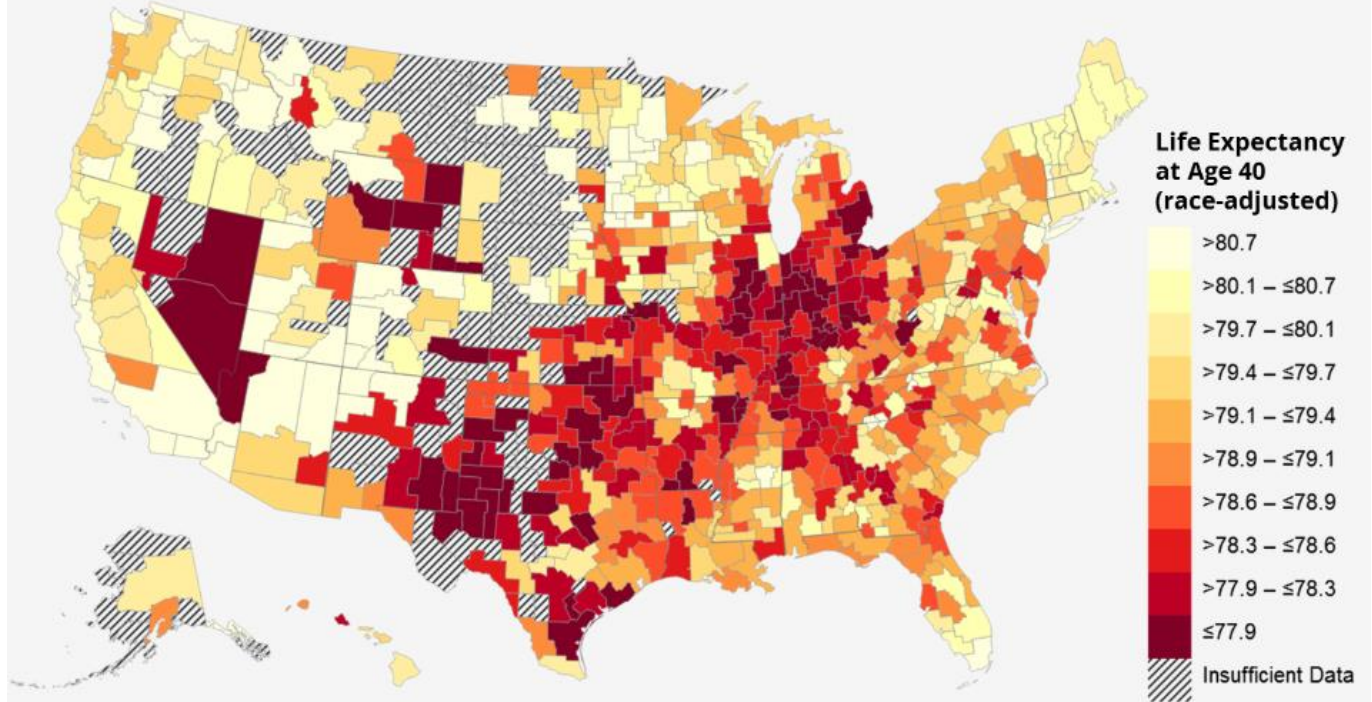 Life Expectancy
at Age 40
(race-adjusted)
>80.7
>80.1 – ≤80.7
>79.7 – ≤80.1
>79.4 – ≤79.7
>79.1 – ≤79.4
>78.9 – ≤79.1
>78.6 – ≤78.9
>78.3 – ≤78.6
>77.9 – ≤78.3
≤77.9
Insufficient Data